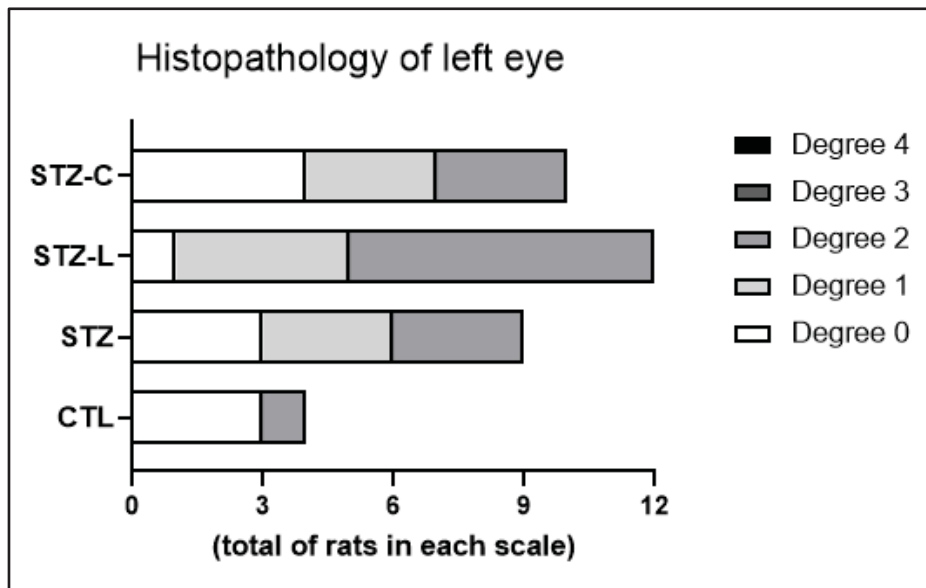 Histopathology of left eye
STZ-C
STZ-L
STZ
CTL
0 3 6 9 12
(total of rats in each scale)
Degree 4
Degree 3
Degree 2
Degree 1
Degree 0